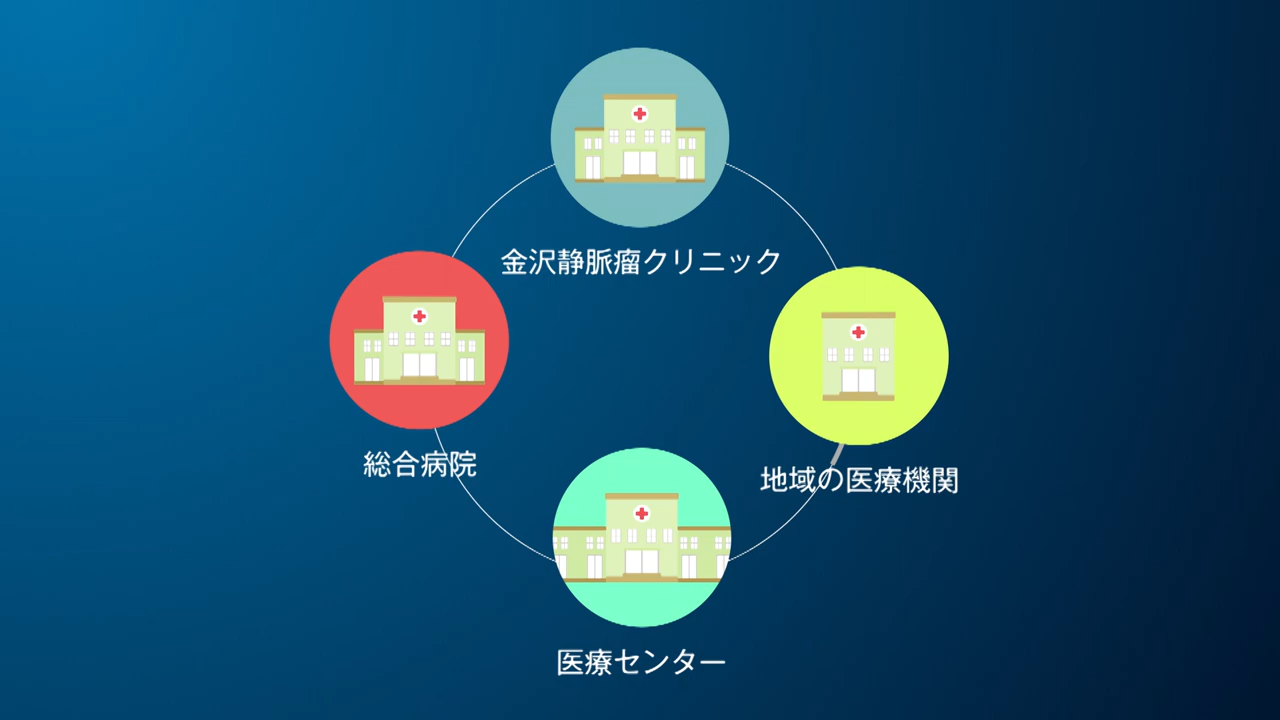 金沢静脈瘤クリニック
総合病院
地域の医療機関
医療センター